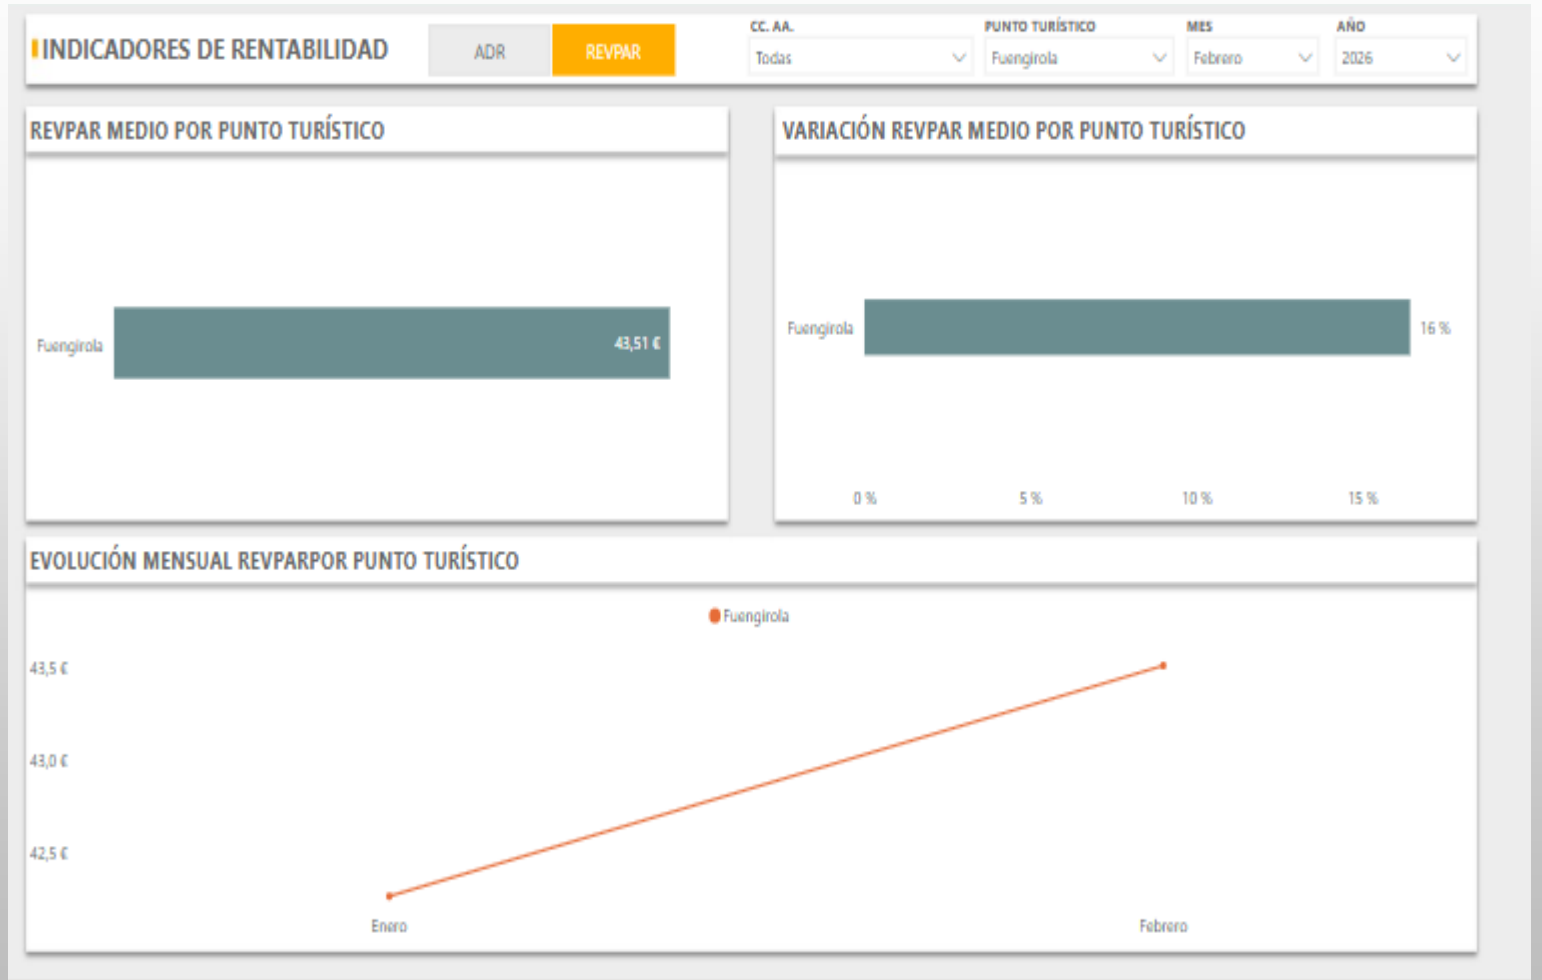 INDICADORES DE RENTABILIDAD
ADR
REVPAR
CC. AA.
Todas
PUNTO TURÍSTICO
Fuengirola
MES
Febrero
AÑO
2026
REVPAR MEDIO POR PUNTO TURÍSTICO
Fuengirola
43,51 €
VARIACIÓN REVPAR MEDIO POR PUNTO TURÍSTICO
Fuengirola
16 %
0 %
5 %
10 %
15 %
EVOLUCIÓN MENSUAL REVPARPOR PUNTO TURÍSTICO
Fuengirola
43,5 €
43,0 €
42,5 €
Enero
Febrero